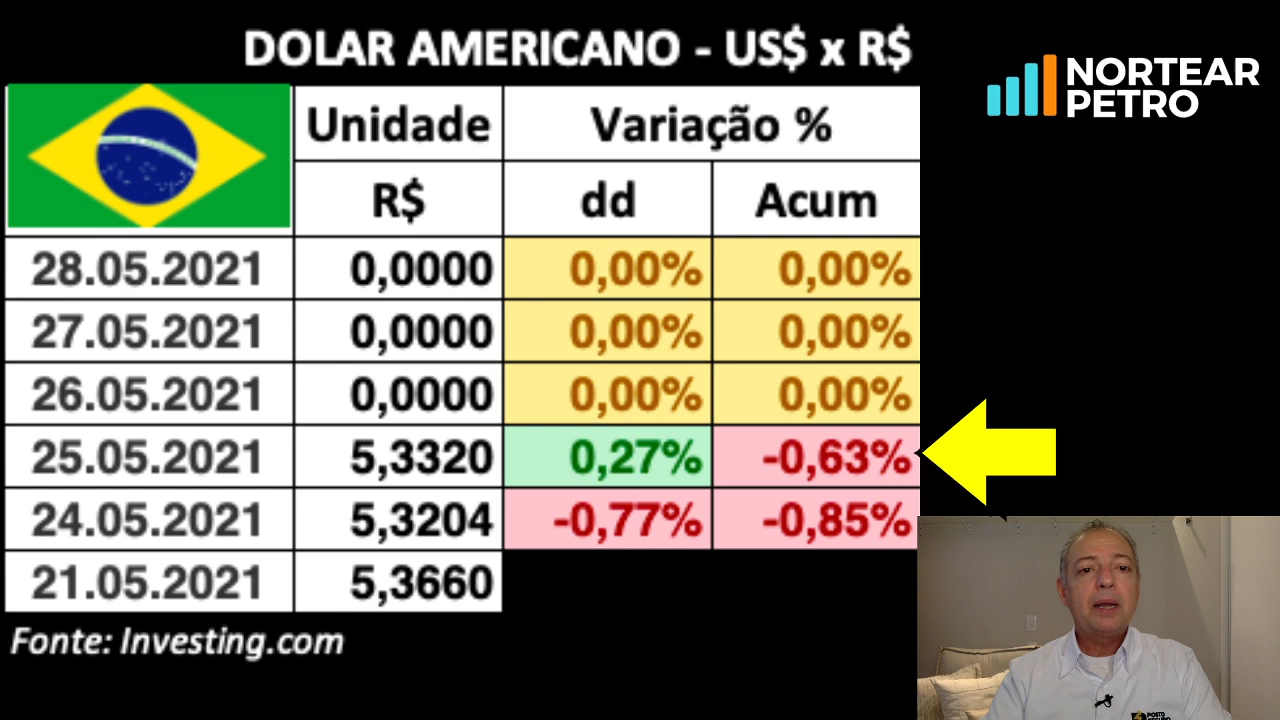 DOLAR AMERICANO - US$ x R$
NORTEAR
PETRO
Unidade Variação %
R$ dd Acum
28.05.2021 0,0000 0,00% 0,00%
27.05.2021 0,0000 0,00% 0,00%
26.05.2021 0,0000 0,00% 0,00%
25.05.2021 5,3320 0,27% -0,63%
24.05.2021 5,3204 -0,77% -0,85%
21.05.2021 5,3660
Fonte: Investing.com
POSTO